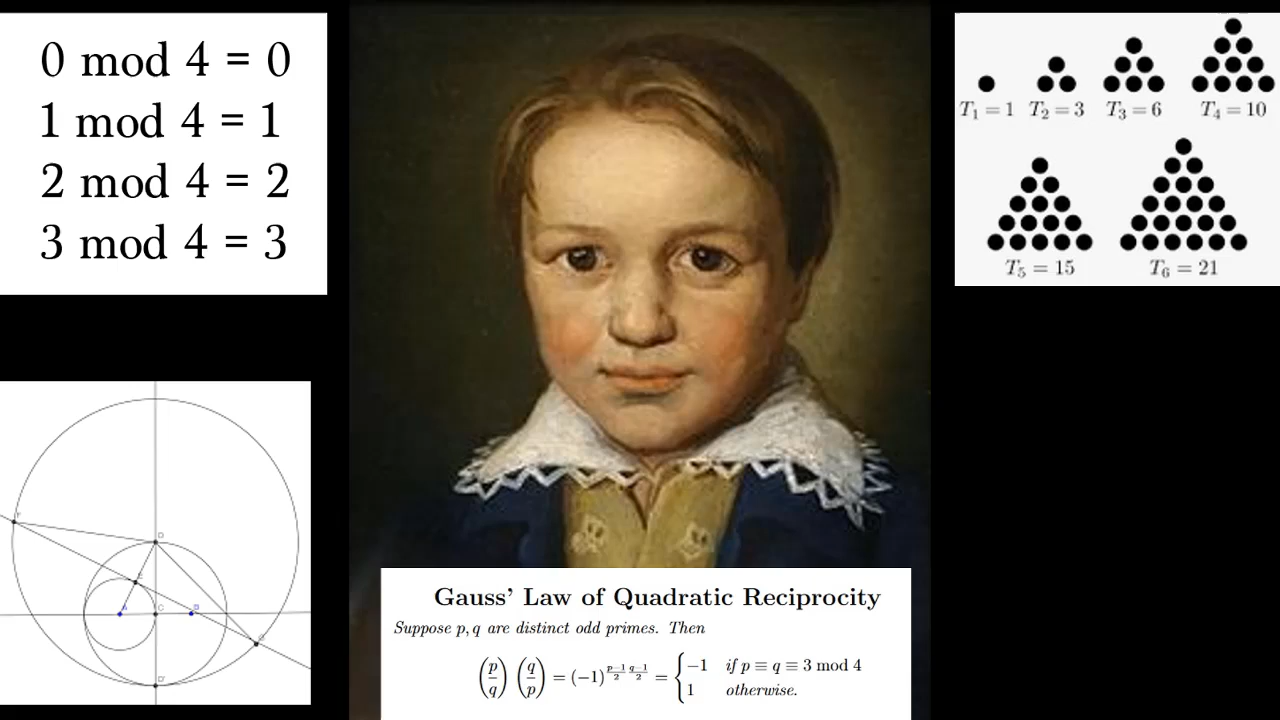 0 mod 4 = 0
1 mod 4 = 1
2 mod 4 = 2
3 mod 4 = 3
T₁ = 1 T₂ = 3 T₃ = 6 T₄ = 10
T₅ = 15 T₆ = 21
D
E
A C B
D'
Gauss' Law of Quadratic Reciprocity
Suppose p, q are distinct odd primes. Then
(p/q) (q/p) = (−1)^(p−1/2 q−1/2) = { −1 if p ≡ q ≡ 3 mod 4
1 otherwise.